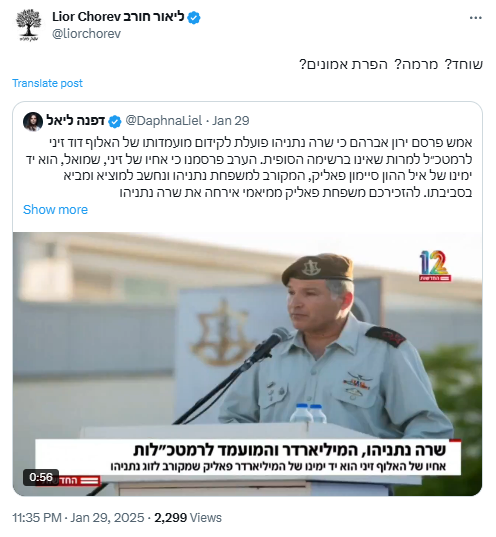 Lior Chorev ליאור חורב
@liorchorev
שוחד? מרמה? הפרת אמונים?
Translate post
דפנה ליאל @DaphnaLiel · Jan 29
אמש פרסם ירון אברהם כי שרה נתניהו פועלת לקידום מועמדותו של האלוף דוד זיני
לרמטכ״ל למרות שאינו ברשימה הסופית. הערב פרסמנו כי אחיו של זיני, שמואל, הוא יד
ימינו של איל ההון סיימון פאליק, המקורב למשפחת נתניהו ונחשב למוציא ומביא
בסביבתו. להזכירכם משפחת פאליק ממיאמי אירחה את שרה נתניהו
Show more
12
החדשות
שרה נתניהו, המיליארדר והמועמד לרמטכ״לות
אחיו של האלוף זיני הוא יד ימינו של המיליארדר פאליק שמקורב לזוג נתניהו
0:56
החד
11:35 PM · Jan 29, 2025 · 2,299 Views